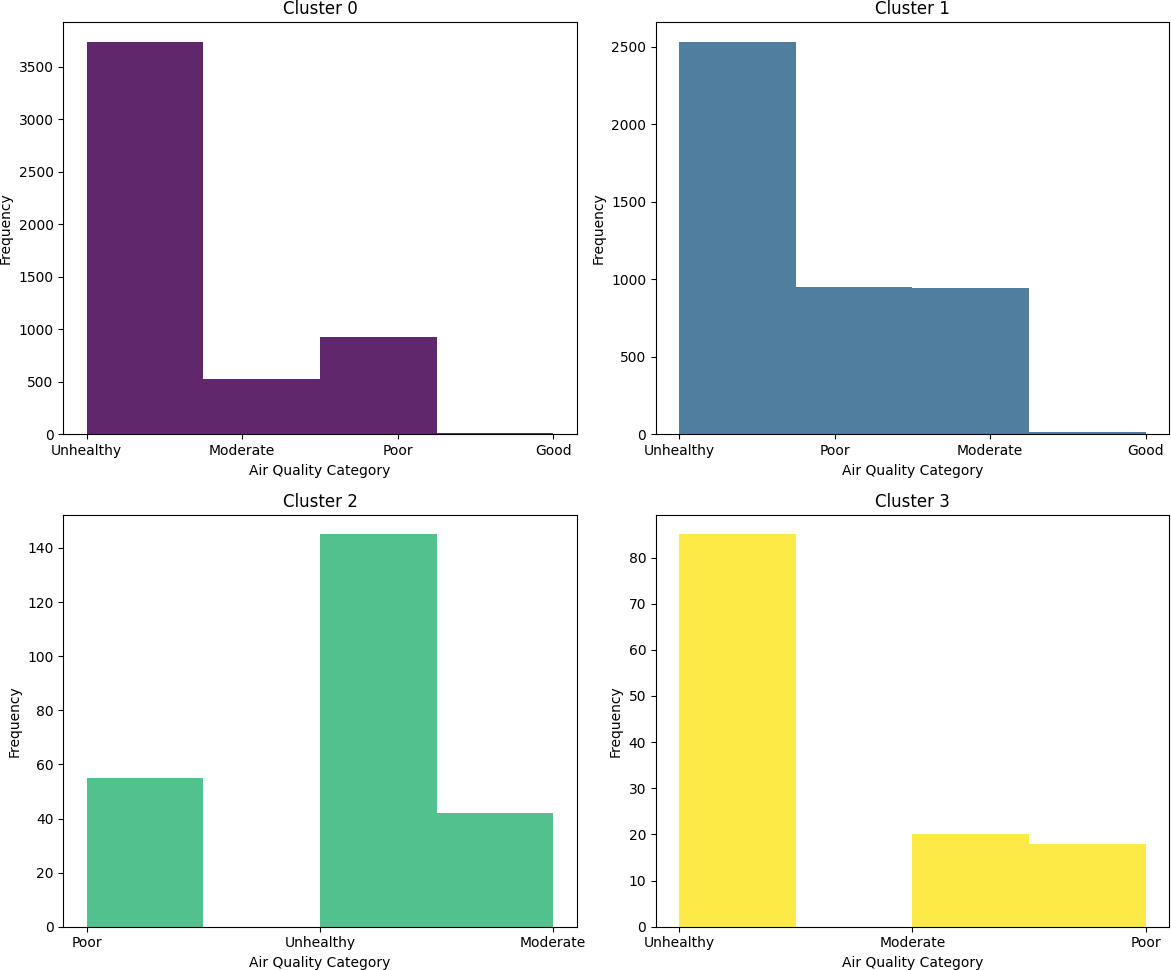 Cluster 0
Frequency
3500
3000
2500
2000
1500
1000
500
0
Unhealthy Moderate Poor Good
Air Quality Category
Cluster 1
Frequency
2500
2000
1500
1000
500
0
Unhealthy Poor Moderate Good
Air Quality Category
Cluster 2
Frequency
140
120
100
80
60
40
20
0
Poor Unhealthy Moderate
Air Quality Category
Cluster 3
Frequency
80
70
60
50
40
30
20
10
0
Unhealthy Moderate Poor
Air Quality Category